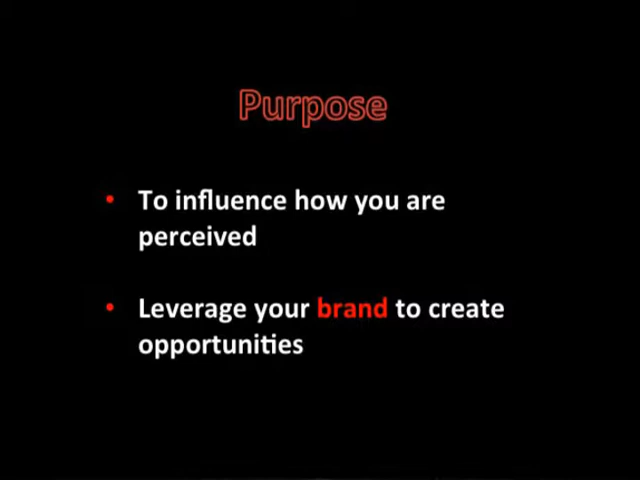 Purpose
• To influence how you are
perceived
• Leverage your brand to create
opportunities